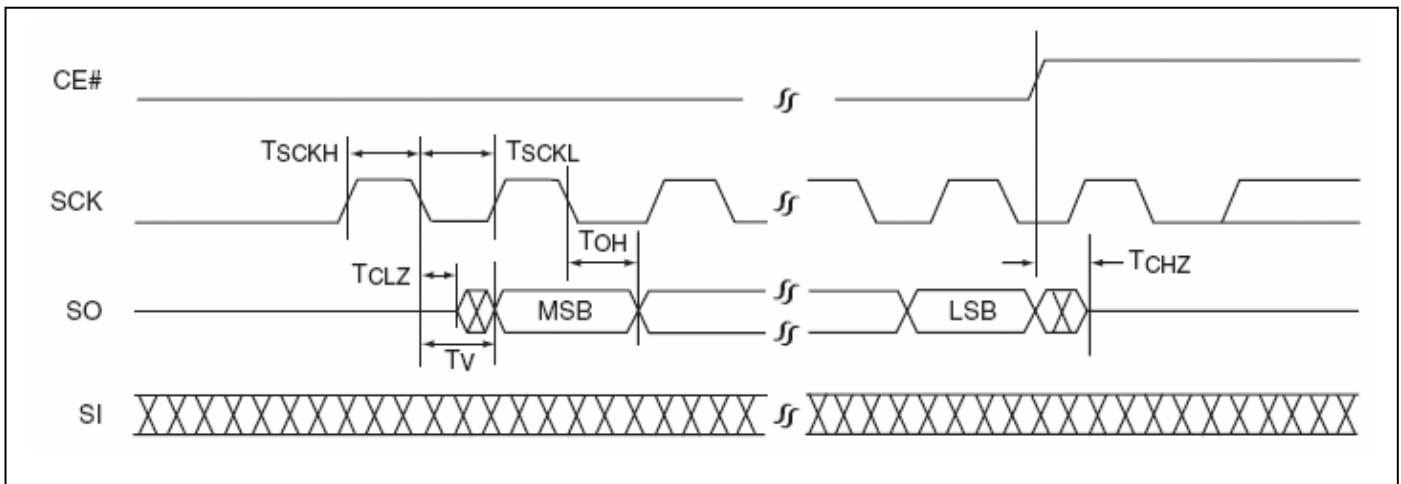 CE#
TSCKH
TSCKL
SCK
TOH
TCLZ
TCHZ
SO
MSB
LSB
TV
SI